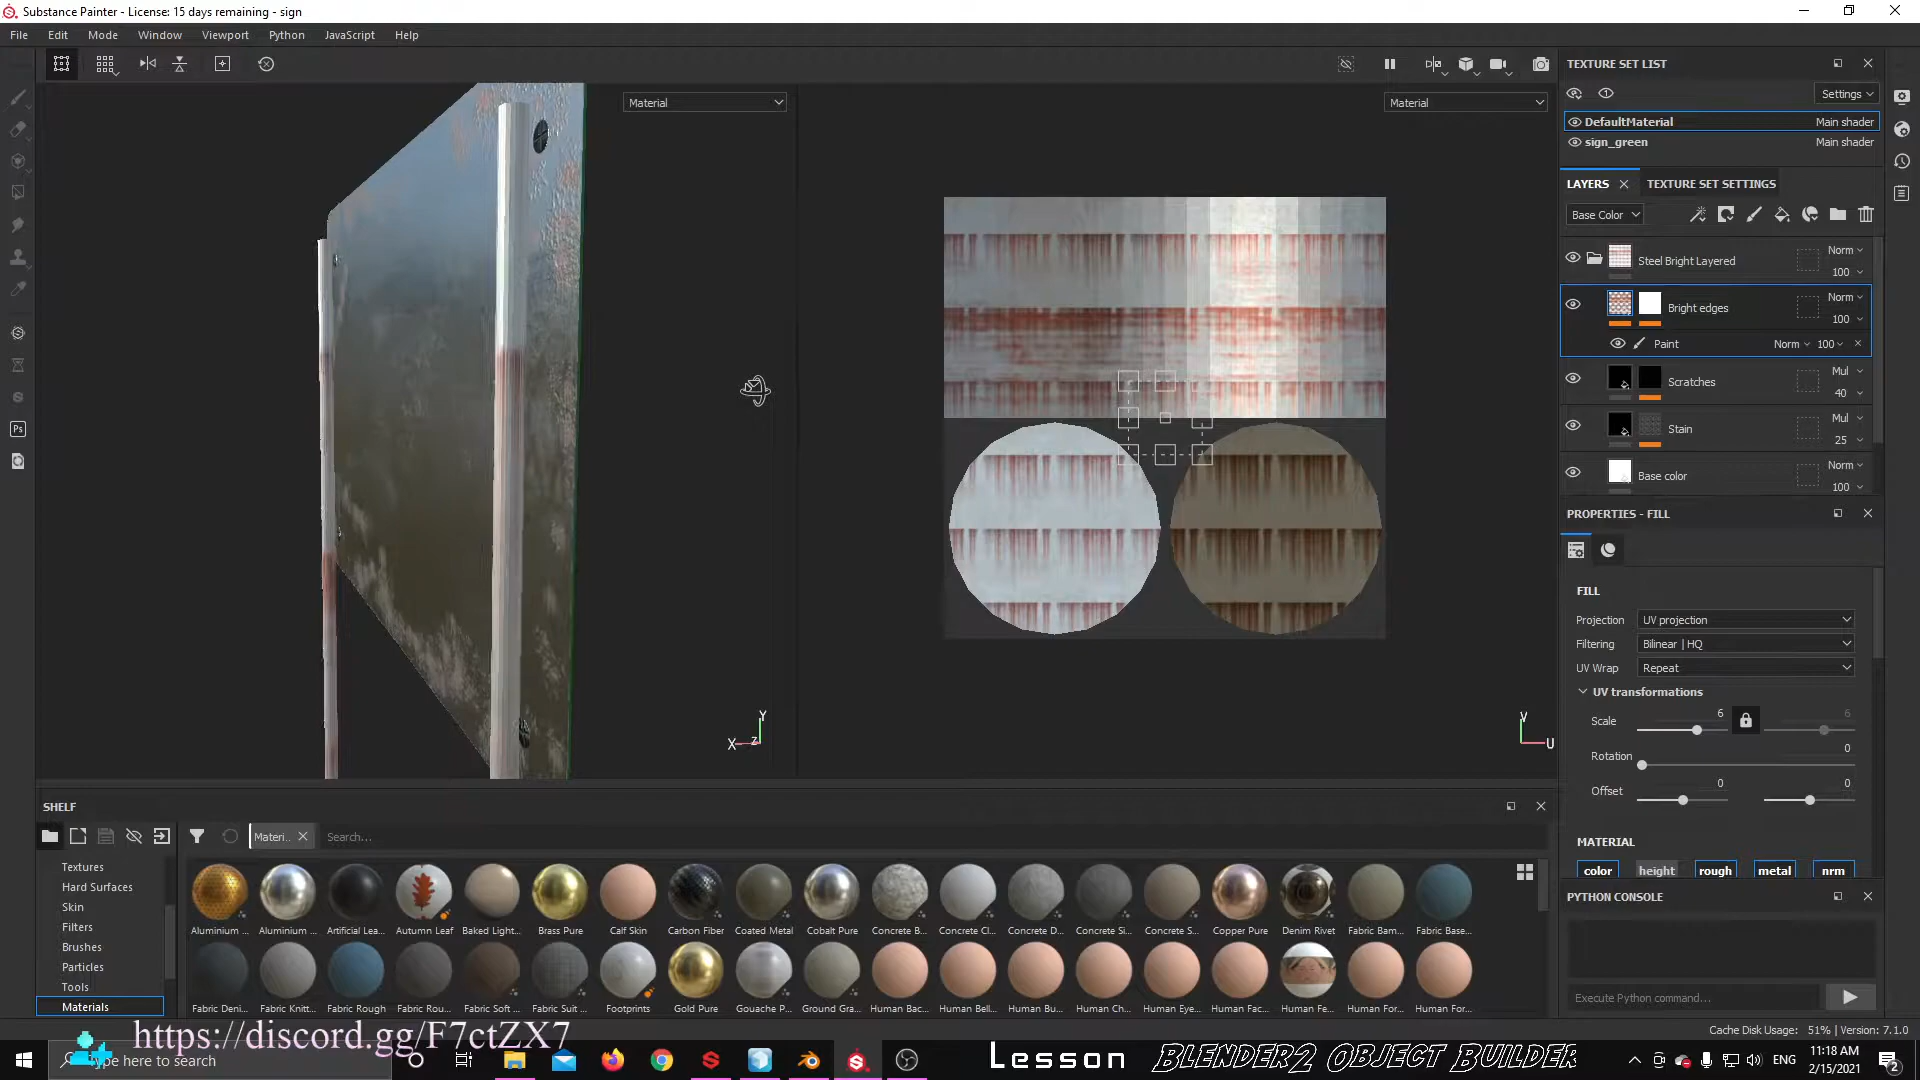 Substance Painter - License: 15 days remaining - sign
File Edit Mode Window Viewport Python JavaScript Help
Material
Material
X Y Z
V U
TEXTURE SET LIST
Settings
DefaultMaterial Main shader
sign_green Main shader
LAYERS TEXTURE SET SETTINGS
Base Color
Steel Bright Layered Norm 100
Bright edges Norm 100
Paint Norm 100
Scratches Mul 40
Stain Mul 25
Base color Norm 100
PROPERTIES - FILL
FILL
Projection UV projection
Filtering Bilinear | HQ
UV Wrap Repeat
UV transformations
Scale 6 6
Rotation 0
Offset 0 0
MATERIAL
color height rough metal nrm
PYTHON CONSOLE
Execute Python command...
SHELF
Materi.. Search...
Textures
Hard Surfaces
Skin
Filters
Brushes
Particles
Tools
Materials
Aluminium ... Aluminium ... Artificial Lea... Autumn Leaf Baked Light... Brass Pure Calf Skin Carbon Fiber Coated Metal Cobalt Pure Concrete B... Concrete Cl... Concrete D... Concrete Si... Concrete S... Copper Pure Denim Rivet Fabric Bam... Fabric Base...
Fabric Deni... Fabric Knitt... Fabric Rough Fabric Rou... Fabric Soft ... Fabric Suit ... Footprints Gold Pure Gouache P... Ground Gra... Human Bac... Human Bell... Human Bu... Human Ch... Human Eye... Human Fac... Human Fe... Human For... Human For...
Cache Disk Usage: 51% | Version: 7.1.0
https://discord.gg/F7ctZX7
Type here to search
Ps
Lesson BLENDER2 OBJECT BUILDER
ENG
11:18 AM
2/15/2021
2